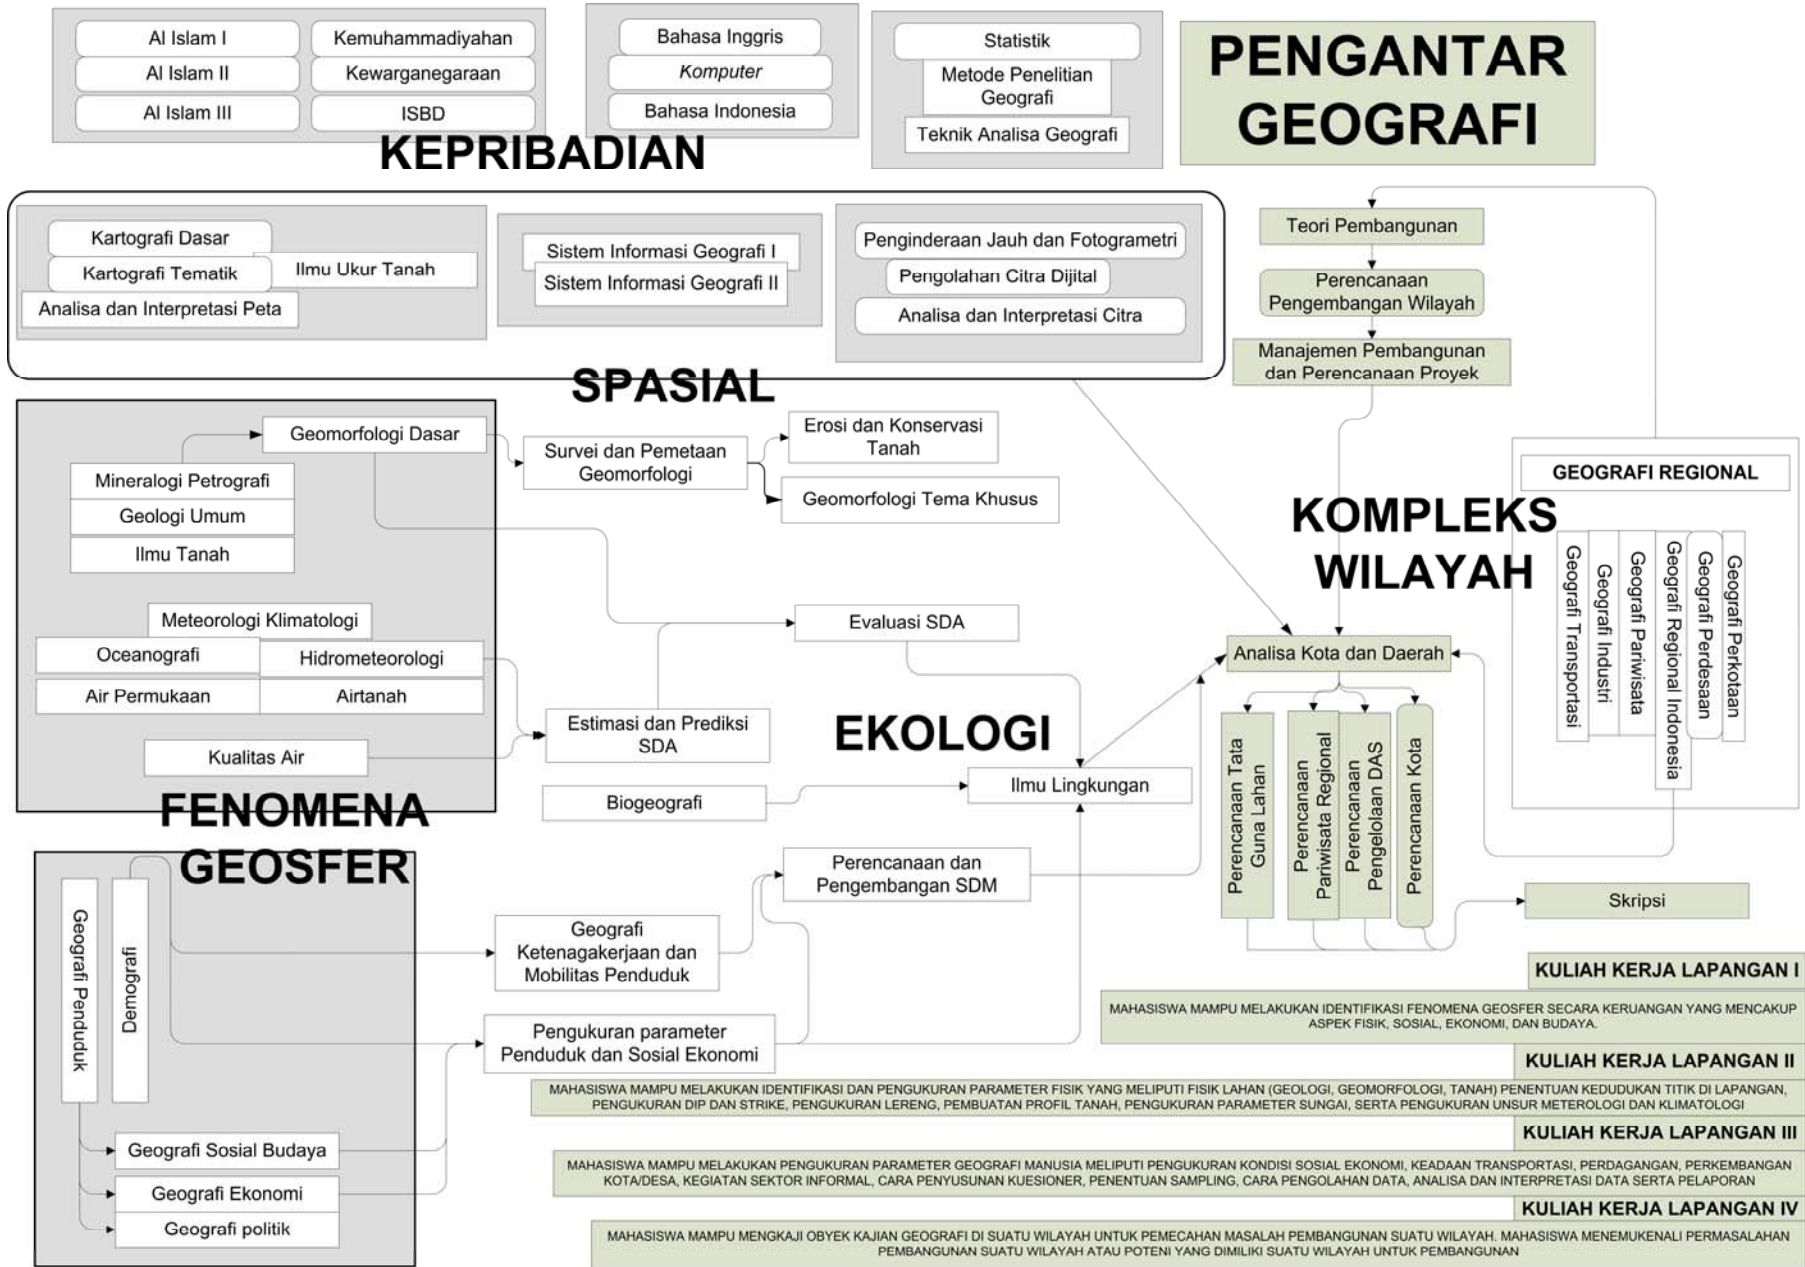 Al Islam I
Al Islam II
Al Islam III
Kemuhammadiyahan
Kewarganegaraan
ISBD
KEPRIBADIAN
Bahasa Inggris
Komputer
Bahasa Indonesia
Statistik
Metode Penelitian
Geografi
Teknik Analisa Geografi
PENGANTAR
GEOGRAFI
Kartografi Dasar
Kartografi Tematik
Ilmu Ukur Tanah
Analisa dan Interpretasi Peta
Sistem Informasi Geografi I
Sistem Informasi Geografi II
Penginderaan Jauh dan Fotogrametri
Pengolahan Citra Dijital
Analisa dan Interpretasi Citra
SPASIAL
Teori Pembangunan
Perencanaan
Pengembangan Wilayah
Manajemen Pembangunan
dan Perencanaan Proyek
Geomorfologi Dasar
Mineralogi Petrografi
Geologi Umum
Ilmu Tanah
Survei dan Pemetaan
Geomorfologi
Erosi dan Konservasi
Tanah
Geomorfologi Tema Khusus
Meteorologi Klimatologi
Oceanografi
Hidrometeorologi
Air Permukaan
Airtanah
Kualitas Air
FENOMENA
GEOSFER
Evaluasi SDA
Estimasi dan Prediksi
SDA
EKOLOGI
Biogeografi
Ilmu Lingkungan
KOMPLEKS
WILAYAH
GEOGRAFI REGIONAL
Geografi Transportasi
Geografi Industri
Geografi Pariwisata
Geografi Regional Indonesia
Geografi Perdesaan
Geografi Perkotaan
Analisa Kota dan Daerah
Perencanaan Tata
Guna Lahan
Perencanaan
Pariwisata Regional
Perencanaan
Pengelolaan DAS
Perencanaan Kota
Skripsi
Geografi Penduduk
Demografi
Perencanaan dan
Pengembangan SDM
Geografi
Ketenagakerjaan dan
Mobilitas Penduduk
Pengukuran parameter
Penduduk dan Sosial Ekonomi
Geografi Sosial Budaya
Geografi Ekonomi
Geografi politik
KULIAH KERJA LAPANGAN I
MAHASISWA MAMPU MELAKUKAN IDENTIFIKASI FENOMENA GEOSFER SECARA KERUANGAN YANG MENCAKUP
ASPEK FISIK, SOSIAL, EKONOMI, DAN BUDAYA.
KULIAH KERJA LAPANGAN II
MAHASISWA MAMPU MELAKUKAN IDENTIFIKASI DAN PENGUKURAN PARAMETER FISIK YANG MELIPUTI FISIK LAHAN (GEOLOGI, GEOMORFOLOGI, TANAH) PENENTUAN KEDUDUKAN TITIK DI LAPANGAN,
PENGUKURAN DIP DAN STRIKE, PENGUKURAN LERENG, PEMBUATAN PROFIL TANAH, PENGUKURAN PARAMETER SUNGAI, SERTA PENGUKURAN UNSUR METEROLOGI DAN KLIMATOLOGI
KULIAH KERJA LAPANGAN III
MAHASISWA MAMPU MELAKUKAN PENGUKURAN PARAMETER GEOGRAFI MANUSIA MELIPUTI PENGUKURAN KONDISI SOSIAL EKONOMI, KEADAAN TRANSPORTASI, PERDAGANGAN, PERKEMBANGAN
KOTA/DESA, KEGIATAN SEKTOR INFORMAL, CARA PENYUSUNAN KUESIONER, PENENTUAN SAMPLING, CARA PENGOLAHAN DATA, ANALISA DAN INTERPRETASI DATA SERTA PELAPORAN
KULIAH KERJA LAPANGAN IV
MAHASISWA MAMPU MENGKAJI OBYEK KAJIAN GEOGRAFI DI SUATU WILAYAH UNTUK PEMECAHAN MASALAH PEMBANGUNAN SUATU WILAYAH. MAHASISWA MENEMUKENALI PERMASALAHAN
PEMBANGUNAN SUATU WILAYAH ATAU POTENI YANG DIMILIKI SUATU WILAYAH UNTUK PEMBANGUNAN